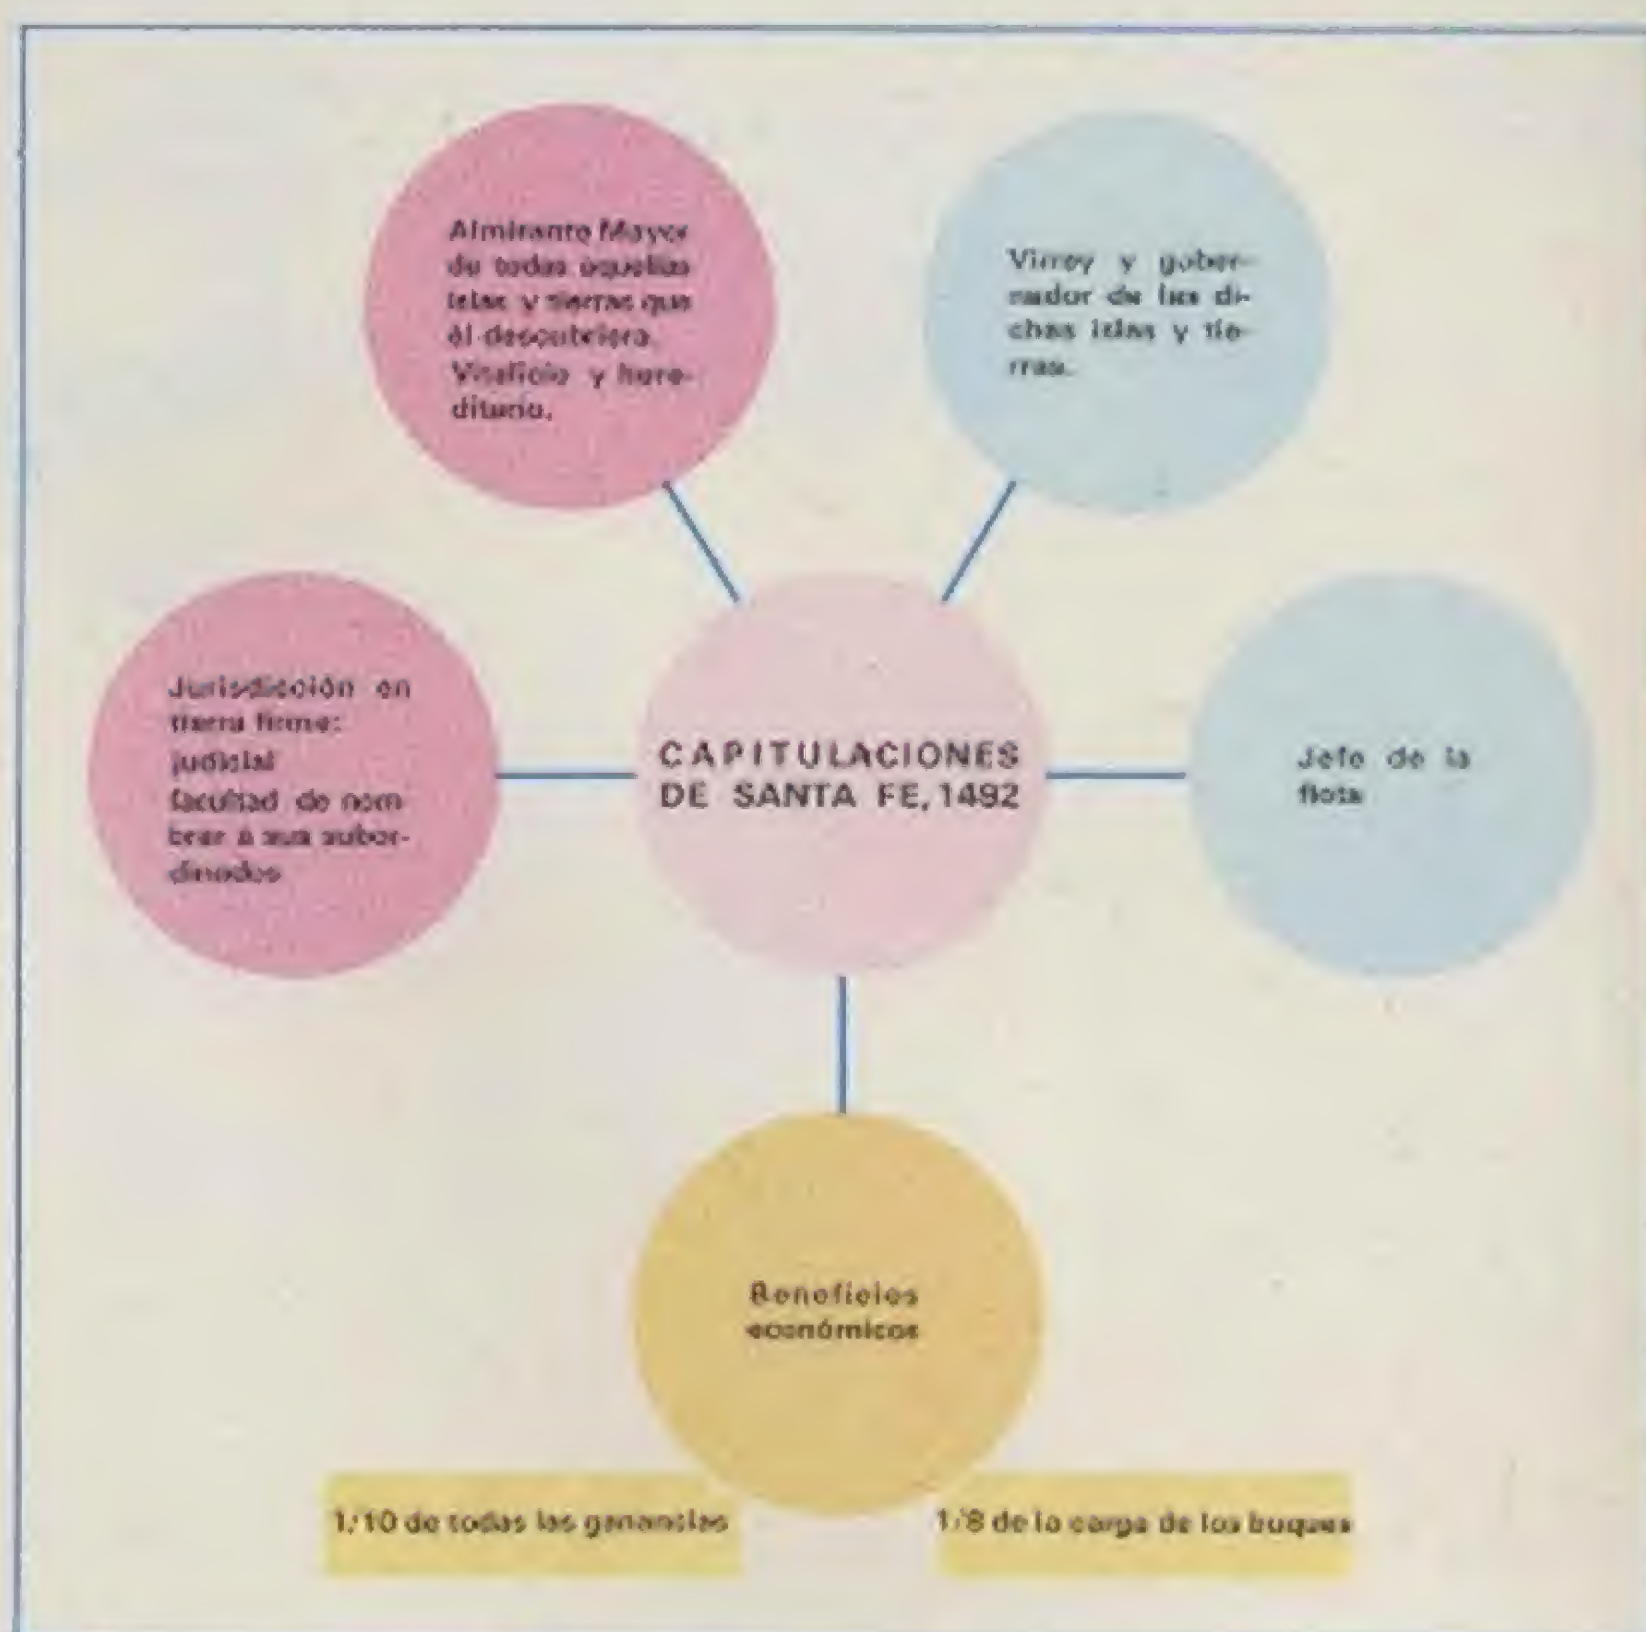 Almirante Mayor
de todas aquellas
islas y tierras que
él descubriera.
Vitalicio y here-
ditario.
Virrey y gober-
nador de las di-
chas islas y tie-
rras.
Jurisdicción en
tierra firme:
judicial
facultad de nom-
brar a sus subor-
dinados
CAPITULACIONES
DE SANTA FE, 1492
Jefe de la
flota
Beneficios
económicos
1/10 de todas las ganancias
1/8 de la carga de los buques